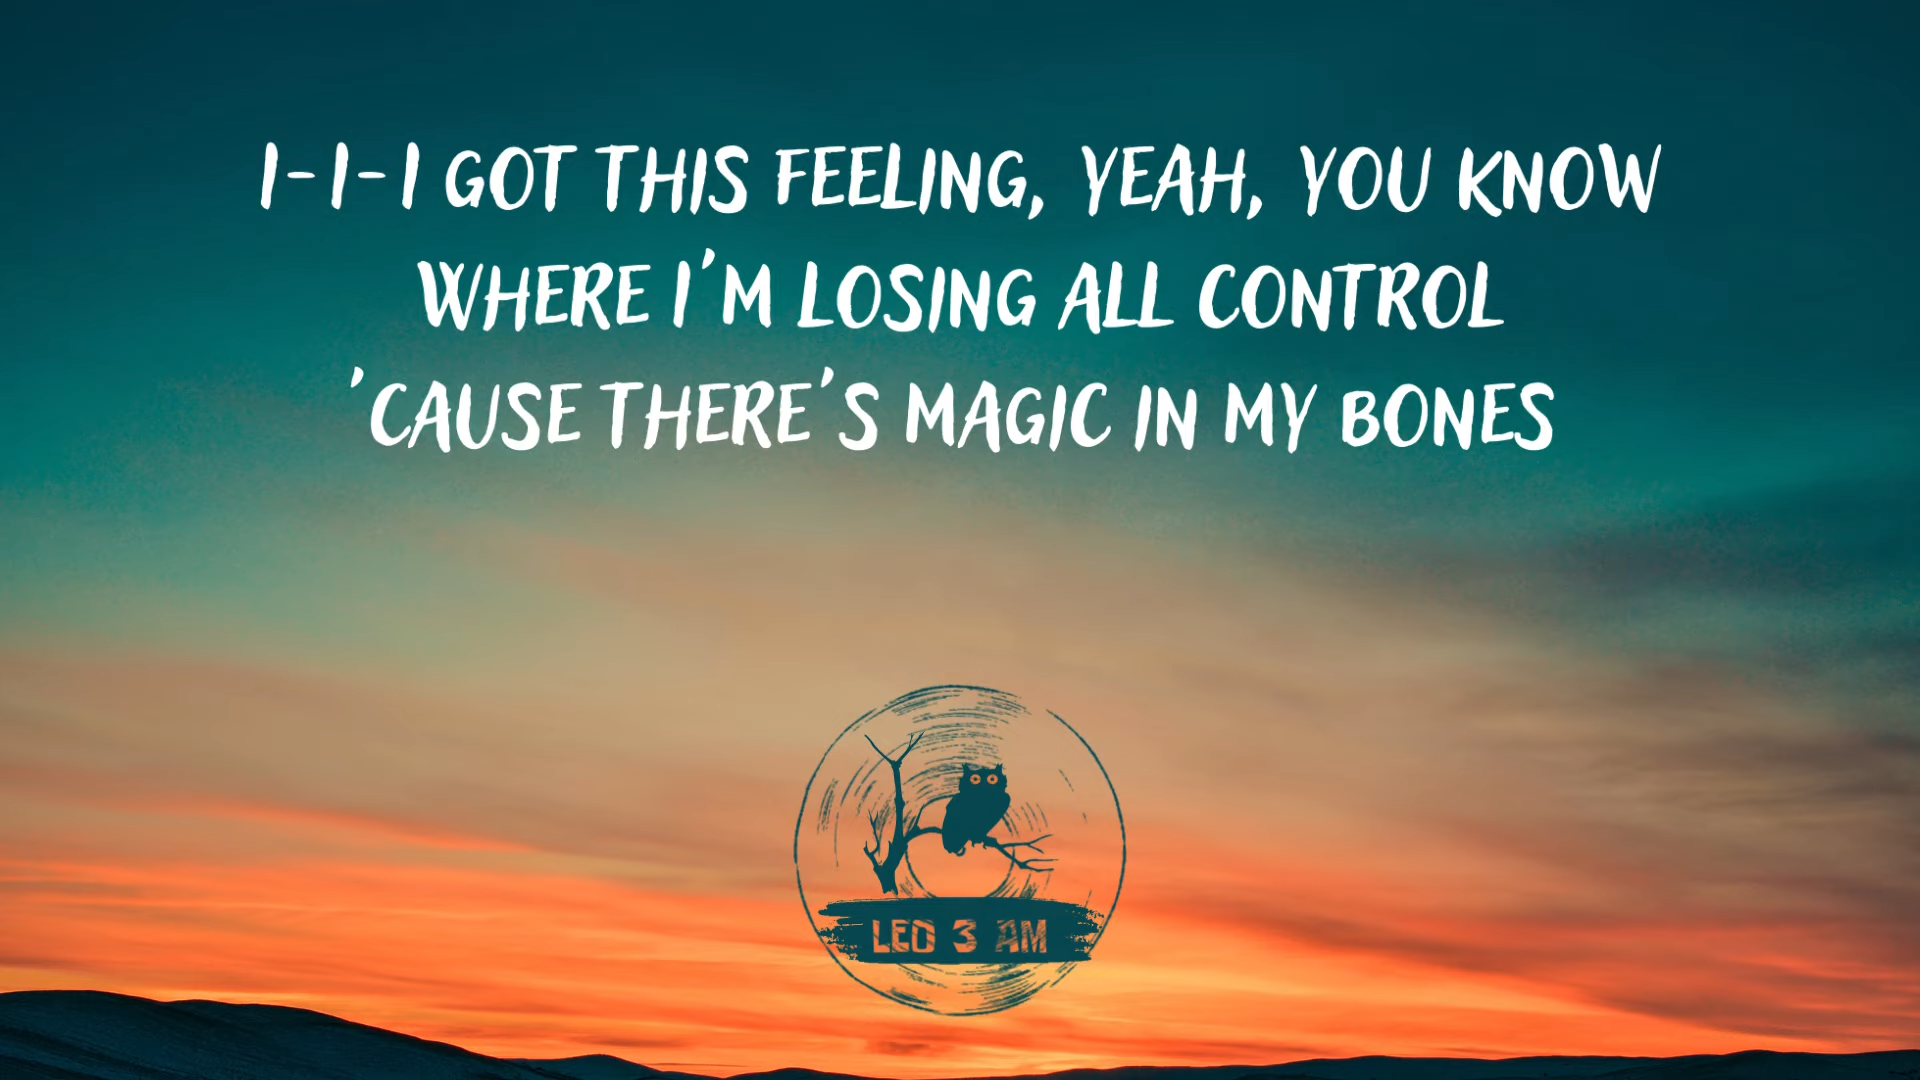 I-I-I GOT THIS FEELING, YEAH, YOU KNOW
WHERE I'M LOSING ALL CONTROL
'CAUSE THERE'S MAGIC IN MY BONES
LEO 3 AM